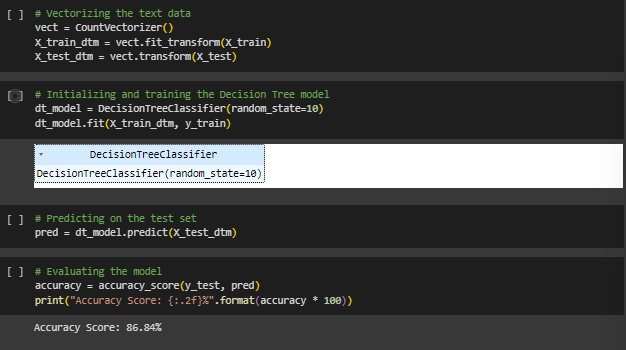 [ ] # Vectorizing the text data
vect = CountVectorizer()
X_train_dtm = vect.fit_transform(X_train)
X_test_dtm = vect.transform(X_test)
[ ] # Initializing and training the Decision Tree model
dt_model = DecisionTreeClassifier(random_state=10)
dt_model.fit(X_train_dtm, y_train)
DecisionTreeClassifier
DecisionTreeClassifier(random_state=10)
[ ] # Predicting on the test set
pred = dt_model.predict(X_test_dtm)
[ ] # Evaluating the model
accuracy = accuracy_score(y_test, pred)
print("Accuracy Score: {:.2f}%".format(accuracy * 100))
Accuracy Score: 86.84%